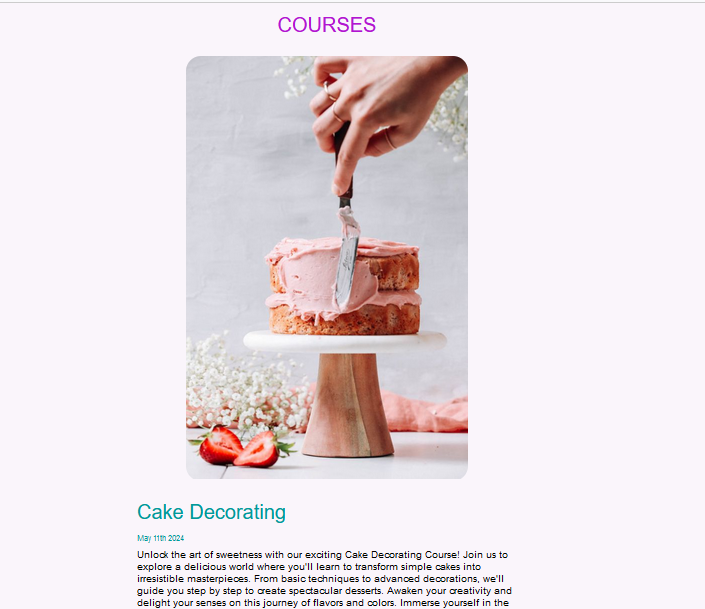 COURSES
Cake Decorating
May 11th 2024
Unlock the art of sweetness with our exciting Cake Decorating Course! Join us to
explore a delicious world where you'll learn to transform simple cakes into
irresistible masterpieces. From basic techniques to advanced decorations, we'll
guide you step by step to create spectacular desserts. Awaken your creativity and
delight your senses on this journey of flavors and colors. Immerse yourself in the